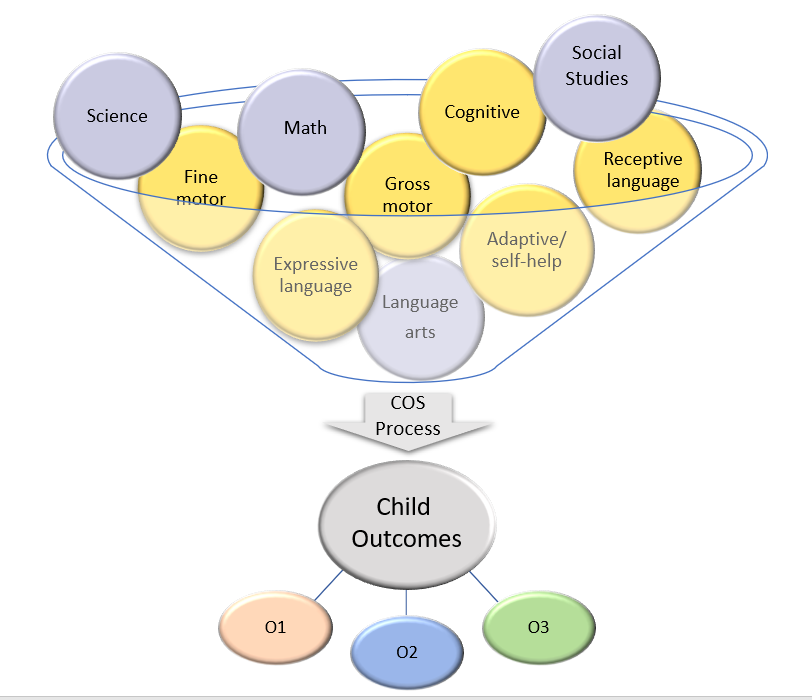 Social
Studies
Science
Math
Cognitive
Fine
motor
Gross
motor
Receptive
language
Expressive
language
Adaptive/
self-help
Language
arts
COS
Process
Child
Outcomes
O1
O2
O3